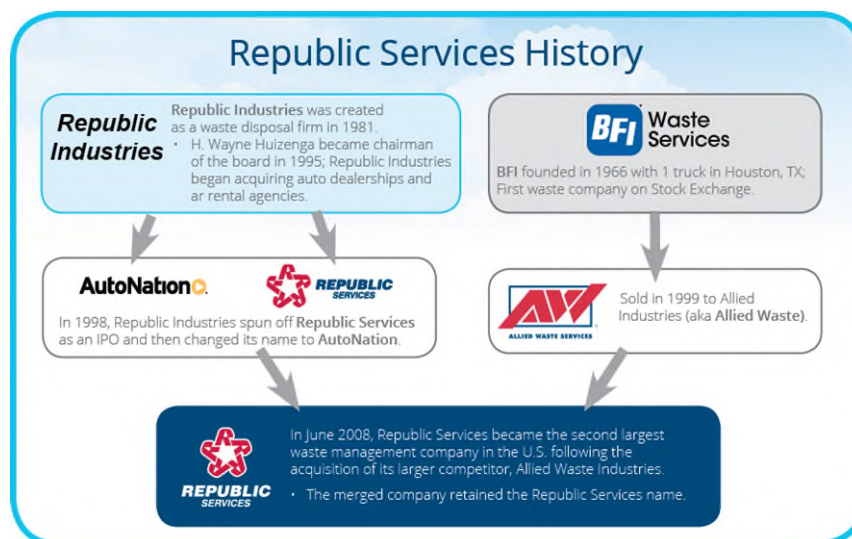 Republic Services History
Republic
Industries
Republic Industries was created
as a waste disposal firm in 1981.
• H. Wayne Huizenga became chairman
of the board in 1995; Republic Industries
began acquiring auto dealerships and
ar rental agencies.
BFI Waste
Services
BFI founded in 1966 with 1 truck in Houston, TX;
First waste company on Stock Exchange.
AutoNation
REPUBLIC
SERVICES
In 1998, Republic Industries spun off Republic Services
as an IPO and then changed its name to AutoNation.
AW
ALLIED WASTE SERVICES
Sold in 1999 to Allied
Industries (aka Allied Waste).
REPUBLIC
SERVICES
In June 2008, Republic Services became the second largest
waste management company in the U.S. following the
acquisition of its larger competitor, Allied Waste Industries.
• The merged company retained the Republic Services name.